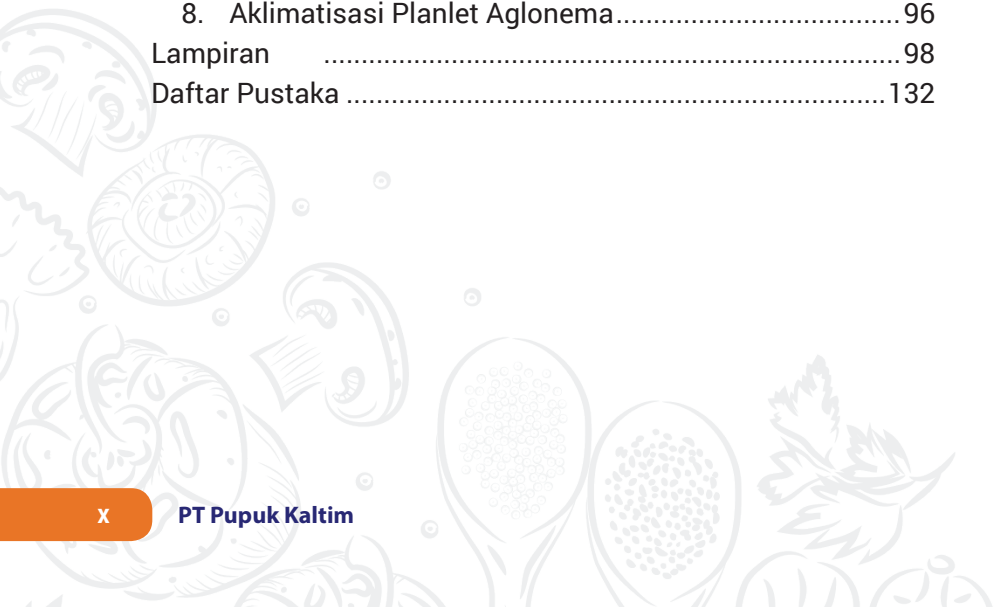 8. Aklimatisasi Planlet Aglonema......................................96
Lampiran ............................................................................98
Daftar Pustaka ........................................................................132
X PT Pupuk Kaltim